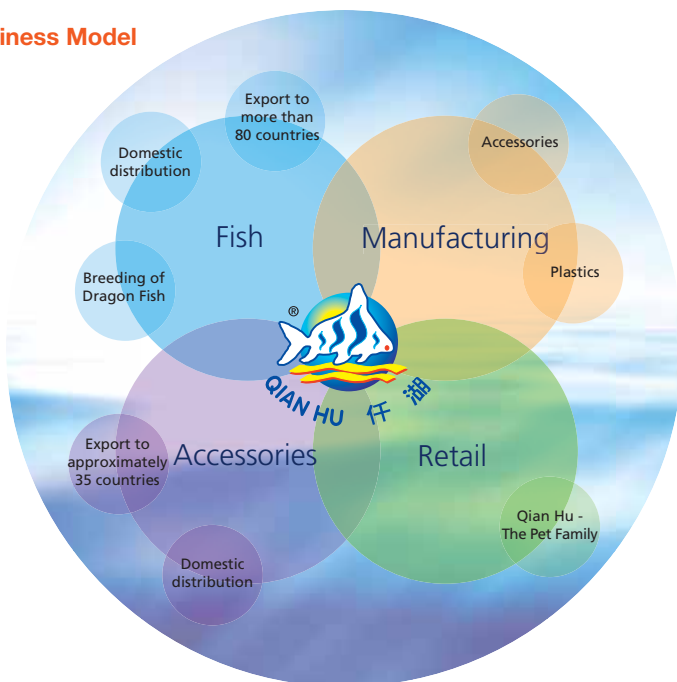 iness Model
Export to
more than
80 countries
Domestic
distribution
Accessories
Fish
Manufacturing
Breeding of
Dragon Fish
Plastics
®
QIAN HU 仟 湖
Export to
approximately
35 countries
Accessories
Retail
Qian Hu -
The Pet Family
Domestic
distribution